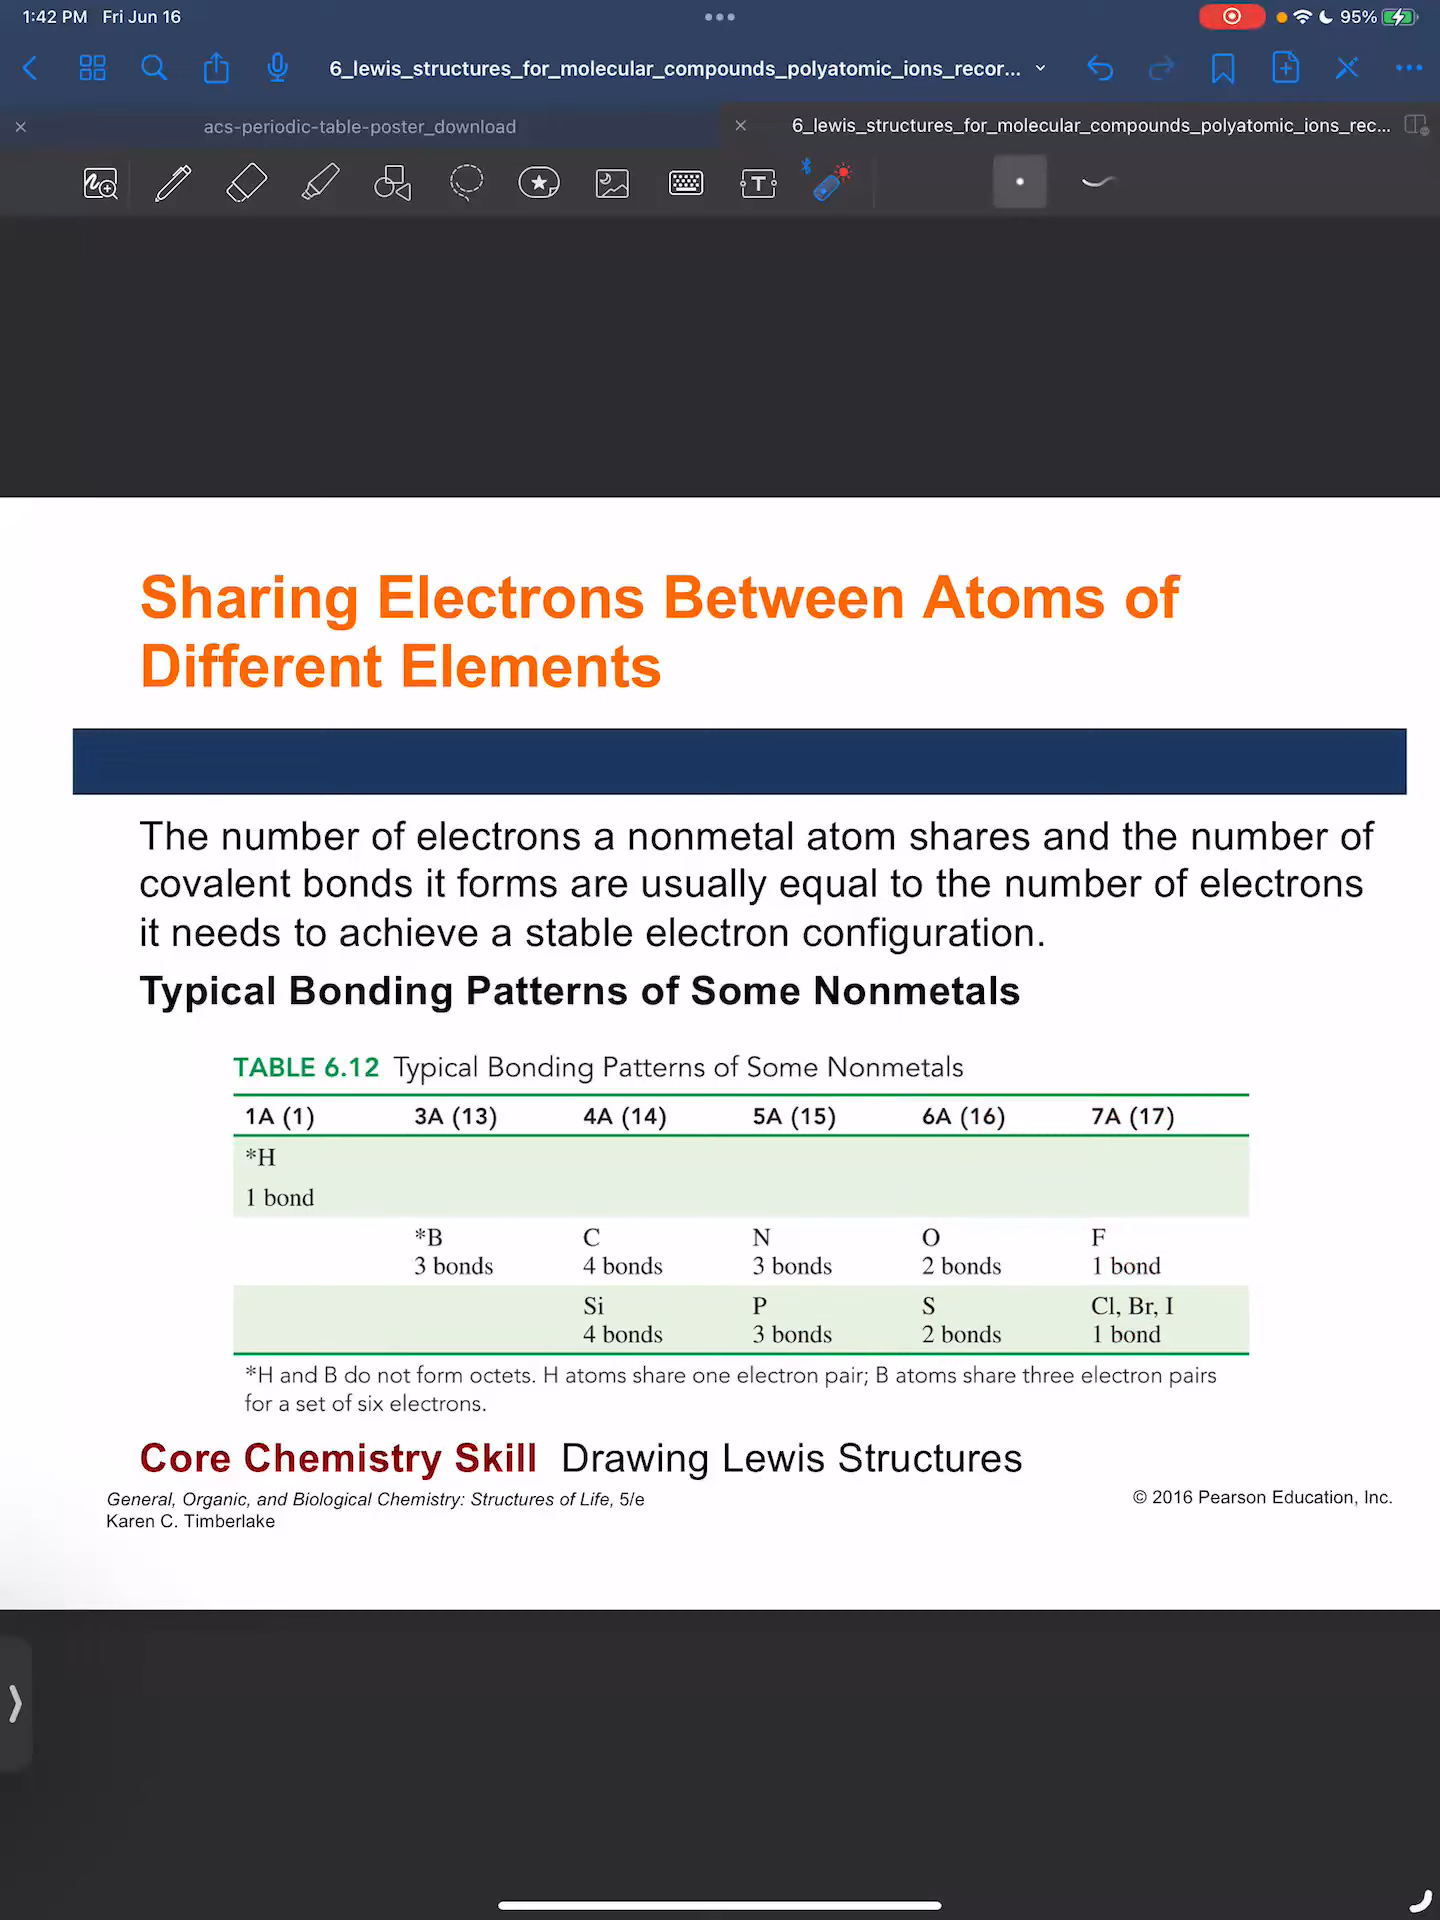 1:42 PM Fri Jun 16
95%
6_lewis_structures_for_molecular_compounds_polyatomic_ions_recor...
acs-periodic-table-poster_download
6_lewis_structures_for_molecular_compounds_polyatomic_ions_rec...
T
Sharing Electrons Between Atoms of
Different Elements
The number of electrons a nonmetal atom shares and the number of
covalent bonds it forms are usually equal to the number of electrons
it needs to achieve a stable electron configuration.
Typical Bonding Patterns of Some Nonmetals
TABLE 6.12 Typical Bonding Patterns of Some Nonmetals
1A (1) 3A (13) 4A (14) 5A (15) 6A (16) 7A (17)
*H
1 bond
*B C N O F
3 bonds 4 bonds 3 bonds 2 bonds 1 bond
Si P S Cl, Br, I
4 bonds 3 bonds 2 bonds 1 bond
*H and B do not form octets. H atoms share one electron pair; B atoms share three electron pairs
for a set of six electrons.
Core Chemistry Skill Drawing Lewis Structures
General, Organic, and Biological Chemistry: Structures of Life, 5/e
Karen C. Timberlake
© 2016 Pearson Education, Inc.